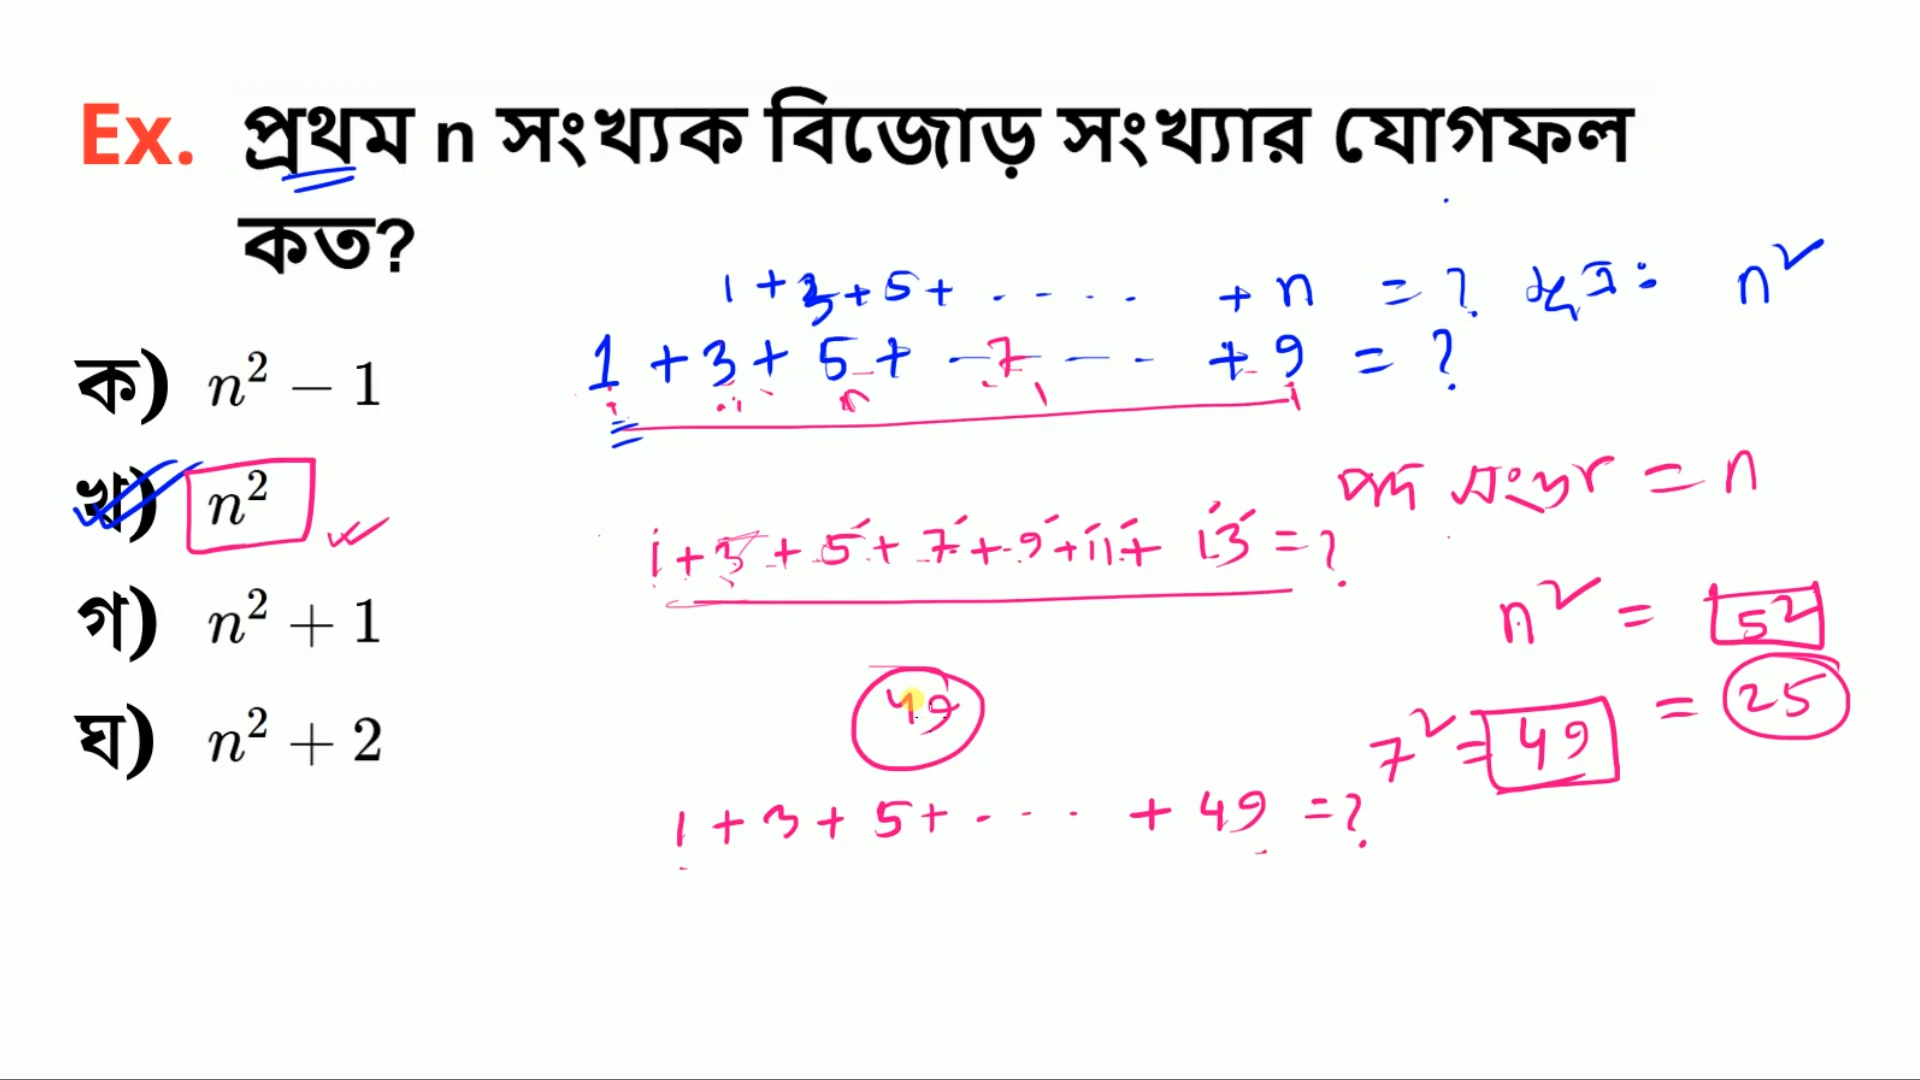 Ex. প্রথম n সংখ্যক বিজোড় সংখ্যার যোগফল
কত?
1 + 3 + 5 + . . . . + n = ? সূত্র: n²
ক) n² − 1
1 + 3 + 5 + - 7 - - - + 9 = ?
খ) n²
পদ সংখ্যা = n
1 + 3 + 5 + 7 + 9 + 11 + 13 = ?
গ) n² + 1
n² = 5²
= 25
49
7² = 49
ঘ) n² + 2
1 + 3 + 5 + . . . . + 49 = ?